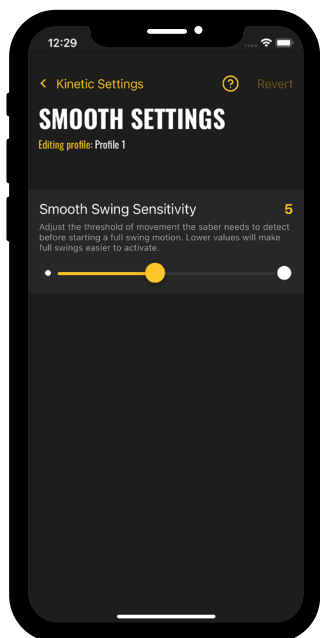 12:29
Kinetic Settings
Revert
SMOOTH SETTINGS
Editing profile: Profile 1
Smooth Swing Sensitivity 5
Adjust the threshold of movement the saber needs to detect
before starting a full swing motion. Lower values will make
full swings easier to activate.